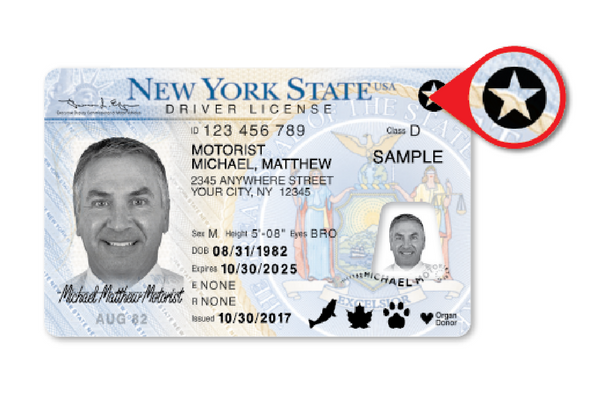 NEW YORK STATE USA
DRIVER LICENSE
ID 123 456 789
Class D
MOTORIST
MICHAEL, MATTHEW
SAMPLE
2345 ANYWHERE STREET
YOUR CITY, NY 12345
Sex M Height 5'-08" Eyes BRO
DOB 08/31/1982
Expires 10/30/2025
E NONE
R NONE
Issued 10/30/2017
Michael Matthew Motorist
AUG 82
Organ
Donor
EXCELSIOR